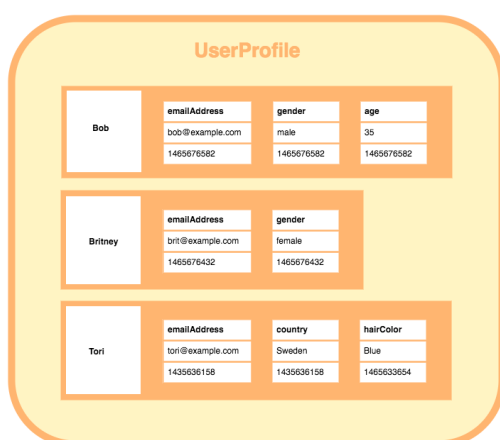 UserProfile
Bob
emailAddress gender age
bob@example.com male 35
1465676582 1465676582 1465676582
Britney
emailAddress gender
brit@example.com female
1465676432 1465676432
Tori
emailAddress country hairColor
tori@example.com Sweden Blue
1435636158 1435636158 1465633654